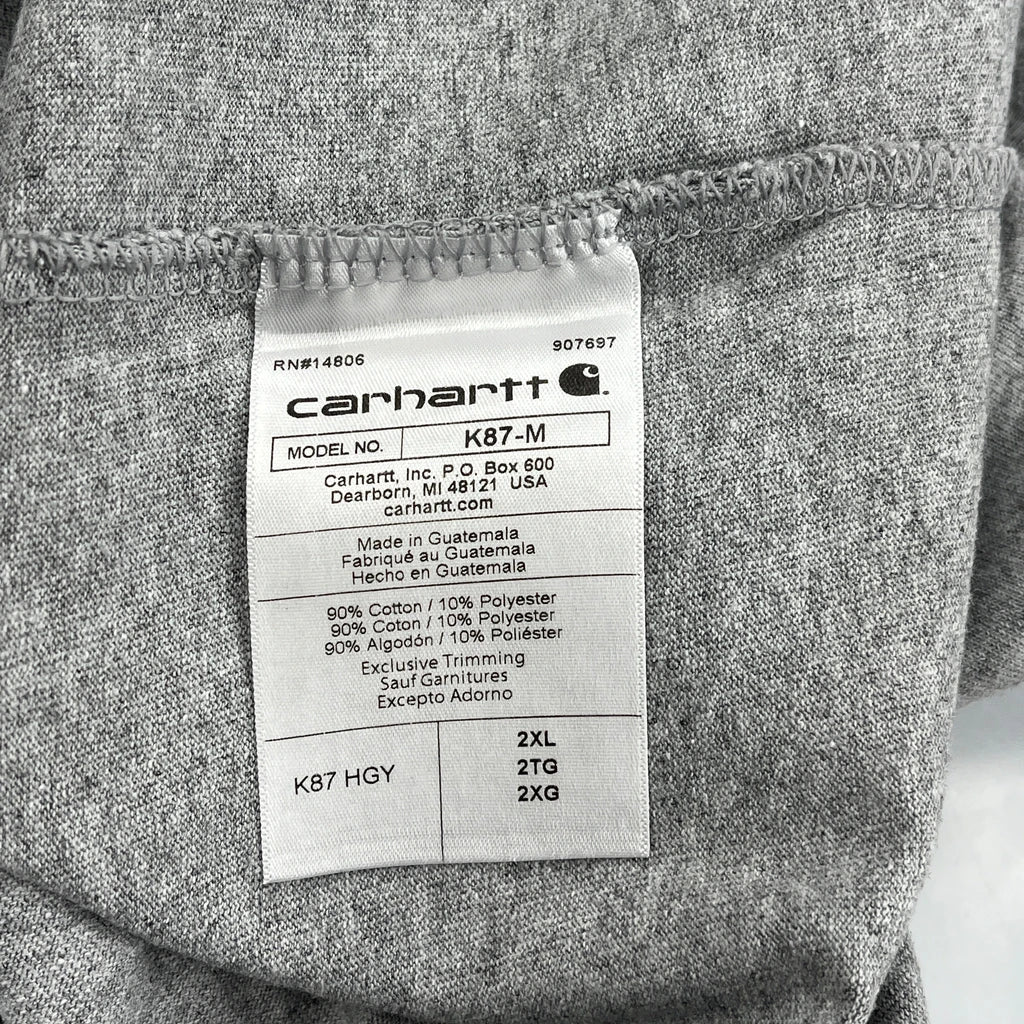 RN#14806 907697
carhartt
MODEL NO. K87-M
Carhartt, Inc. P.O. Box 600
Dearborn, MI 48121 USA
carhartt.com
Made in Guatemala
Fabriqué au Guatemala
Hecho en Guatemala
90% Cotton / 10% Polyester
90% Coton / 10% Polyester
90% Algodón / 10% Poliéster
Exclusive Trimming
Sauf Garnitures
Excepto Adorno
K87 HGY
2XL
2TG
2XG